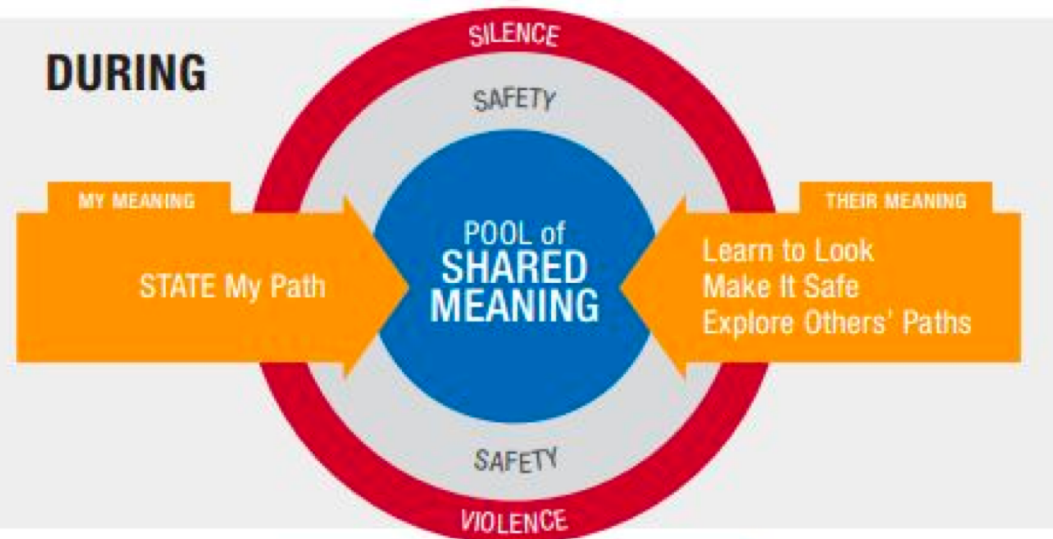 DURING
SILENCE
SAFETY
MY MEANING
STATE My Path
POOL of
SHARED
MEANING
THEIR MEANING
Learn to Look
Make It Safe
Explore Others' Paths
SAFETY
VIOLENCE